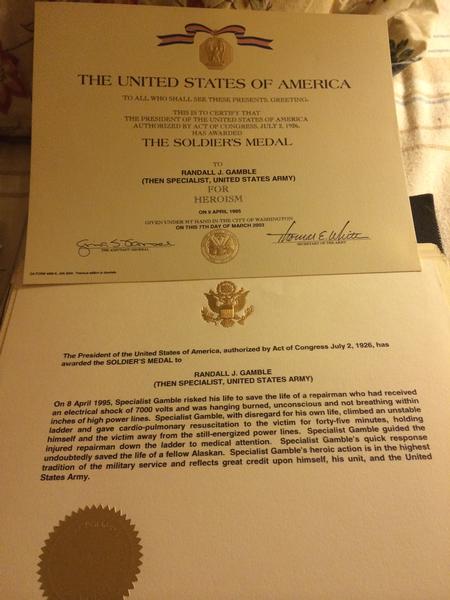 THE UNITED STATES OF AMERICA
TO ALL WHO SHALL SEE THESE PRESENTS, GREETING:
THIS IS TO CERTIFY THAT
THE PRESIDENT OF THE UNITED STATES OF AMERICA
AUTHORIZED BY ACT OF CONGRESS, JULY 2, 1926,
HAS AWARDED
THE SOLDIER'S MEDAL
TO
RANDALL J. GAMBLE
(THEN SPECIALIST, UNITED STATES ARMY)
FOR
HEROISM
ON 8 APRIL 1995
GIVEN UNDER MY HAND IN THE CITY OF WASHINGTON
ON THIS 7TH DAY OF MARCH 2003
Thomas E. White
THE ADJUTANT GENERAL
SECRETARY OF THE ARMY
The President of the United States of America, authorized by Act of Congress July 2, 1926, has
awarded the SOLDIER'S MEDAL to
RANDALL J. GAMBLE
(THEN SPECIALIST, UNITED STATES ARMY)
On 8 April 1995, Specialist Gamble risked his life to save the life of a repairman who had received
an electrical shock of 7000 volts and was hanging burned, unconscious and not breathing within
inches of high power lines. Specialist Gamble, with disregard for his own life, climbed an unstable
ladder and gave cardio-pulmonary resuscitation to the victim for forty-five minutes, holding
himself and the victim away from the still-energized power lines. Specialist Gamble guided the
injured repairman down the ladder to medical attention. Specialist Gamble's quick response
undoubtedly saved the life of a fellow Alaskan. Specialist Gamble's heroic action is in the highest
tradition of the military service and reflects great credit upon himself, his unit, and the United
States Army.